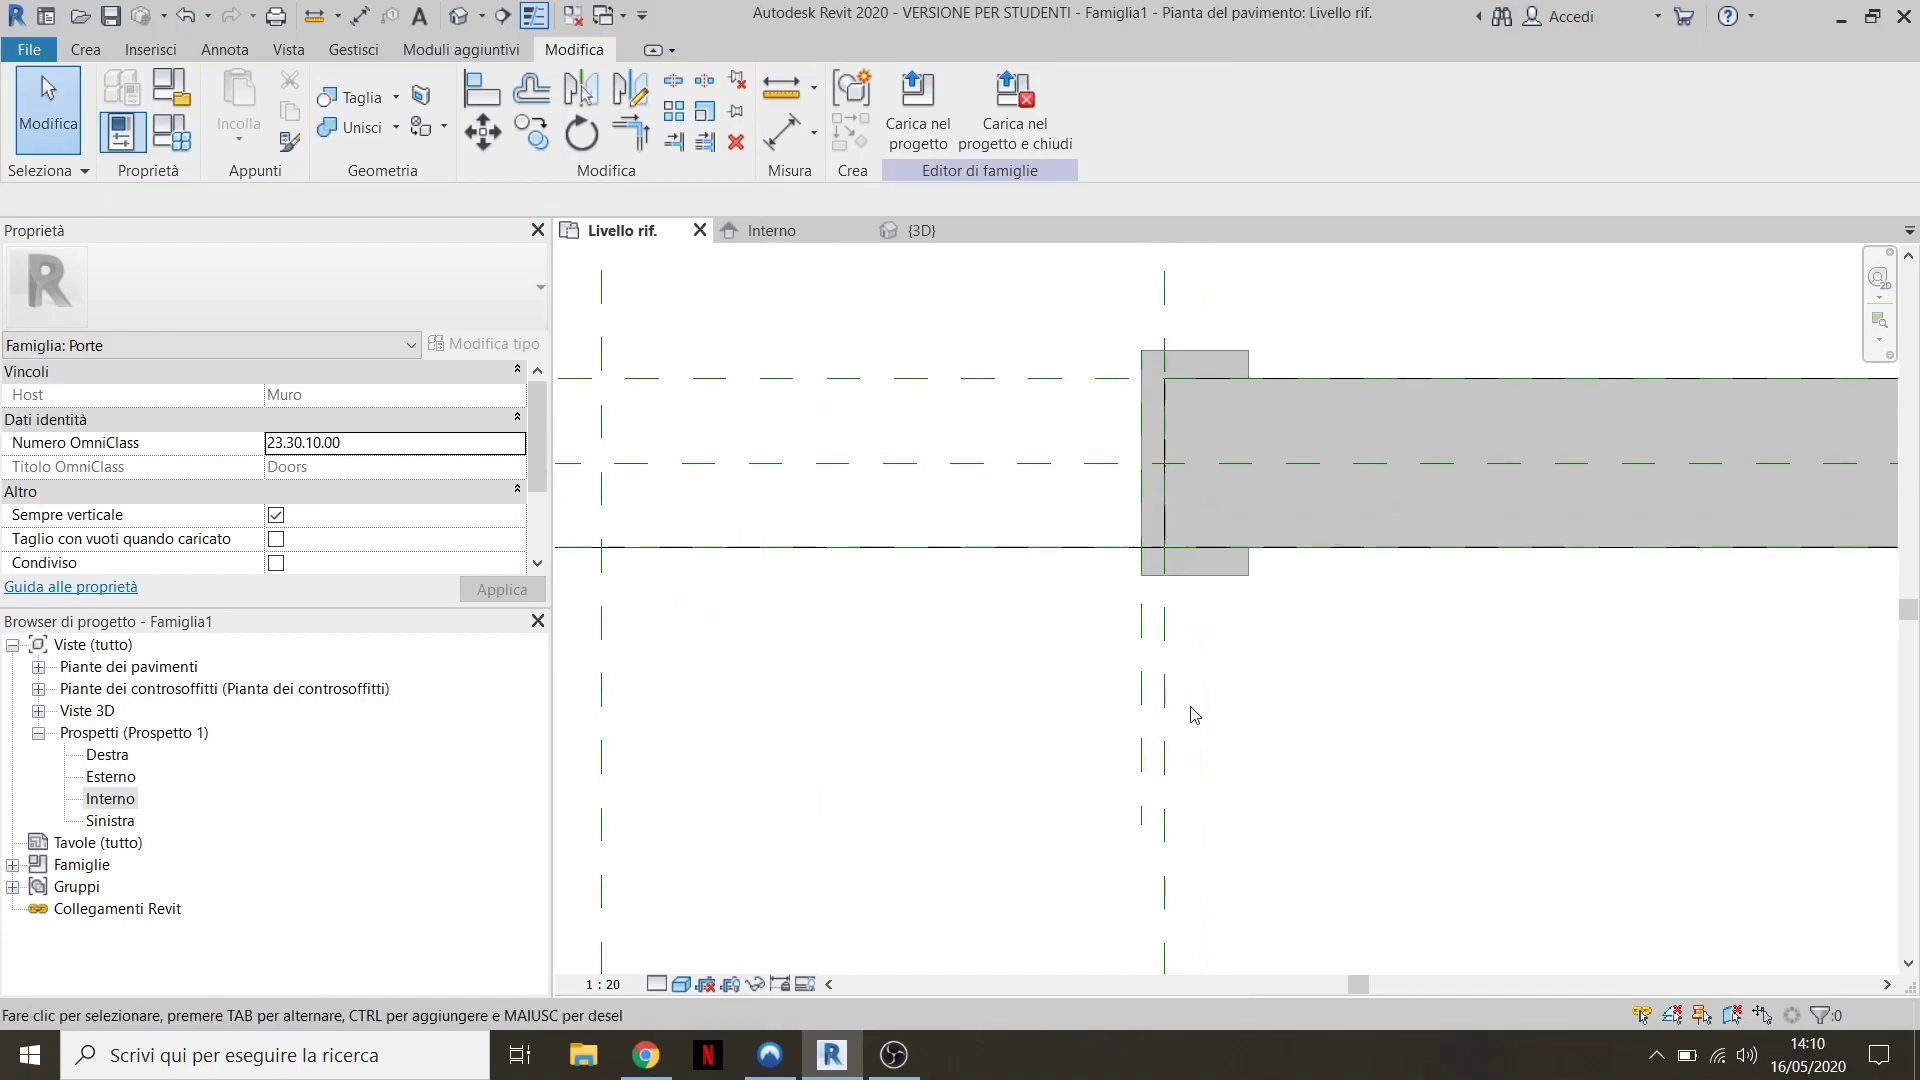 Autodesk Revit 2020 - VERSIONE PER STUDENTI - Famiglia1 - Pianta del pavimento: Livello rif.
Accedi
File Crea Inserisci Annota Vista Gestisci Moduli aggiuntivi Modifica
Modifica
Incolla
Taglia
Unisci
Carica nel progetto
Carica nel progetto e chiudi
Seleziona Proprietà Appunti Geometria Modifica Misura Crea Editor di famiglie
Proprietà
Livello rif.
Interno
{3D}
2D
Famiglia: Porte
Modifica tipo
Vincoli
Host Muro
Dati identità
Numero OmniClass 23.30.10.00
Titolo OmniClass Doors
Altro
Sempre verticale
Taglio con vuoti quando caricato
Condiviso
Guida alle proprietà
Applica
Browser di progetto - Famiglia1
Viste (tutto)
Piante dei pavimenti
Piante dei controsoffitti (Pianta dei controsoffitti)
Viste 3D
Prospetti (Prospetto 1)
Destra
Esterno
Interno
Sinistra
Tavole (tutto)
Famiglie
Gruppi
Collegamenti Revit
1 : 20
Fare clic per selezionare, premere TAB per alternare, CTRL per aggiungere e MAIUSC per desel
:0
Scrivi qui per eseguire la ricerca
14:10
16/05/2020